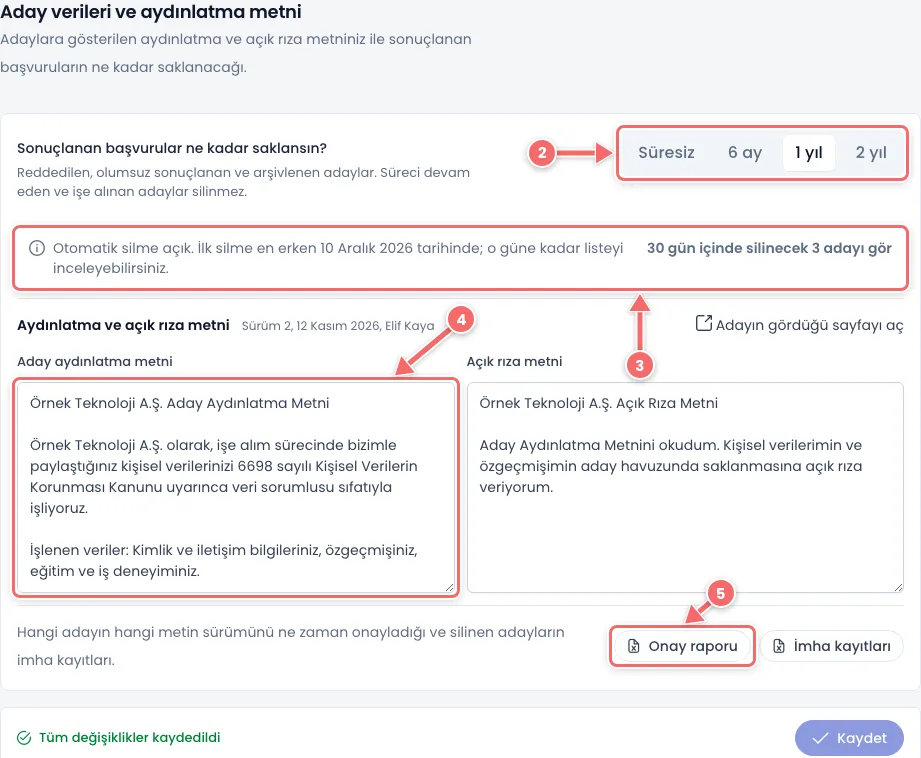 Aday verileri ve aydınlatma metni
Adaylara gösterilen aydınlatma ve açık rıza metniniz ile sonuçlanan
başvuruların ne kadar saklanacağı.
Sonuçlanan başvurular ne kadar saklansın?
Reddedilen, olumsuz sonuçlanan ve arşivlenen adaylar. Süreci devam
eden ve işe alınan adaylar silinmez.
2
Süresiz 6 ay 1 yıl 2 yıl
Otomatik silme açık. İlk silme en erken 10 Aralık 2026 tarihinde; o güne kadar listeyi
inceleyebilirsiniz.
30 gün içinde silinecek 3 adayı gör
Aydınlatma ve açık rıza metni Sürüm 2, 12 Kasım 2026, Elif Kaya
4
Adayın gördüğü sayfayı aç
3
Aday aydınlatma metni
Örnek Teknoloji A.Ş. Aday Aydınlatma Metni
Örnek Teknoloji A.Ş. olarak, işe alım sürecinde bizimle
paylaştığınız kişisel verilerinizi 6698 sayılı Kişisel Verilerin
Korunması Kanunu uyarınca veri sorumlusu sıfatıyla
işliyoruz.
İşlenen veriler: Kimlik ve iletişim bilgileriniz, özgeçmişiniz,
eğitim ve iş deneyiminiz.
Açık rıza metni
Örnek Teknoloji A.Ş. Açık Rıza Metni
Aday Aydınlatma Metnini okudum. Kişisel verilerimin ve
özgeçmişimin aday havuzunda saklanmasına açık rıza
veriyorum.
5
Hangi adayın hangi metin sürümünü ne zaman onayladığı ve silinen adayların
imha kayıtları.
Onay raporu
İmha kayıtları
Tüm değişiklikler kaydedildi
Kaydet